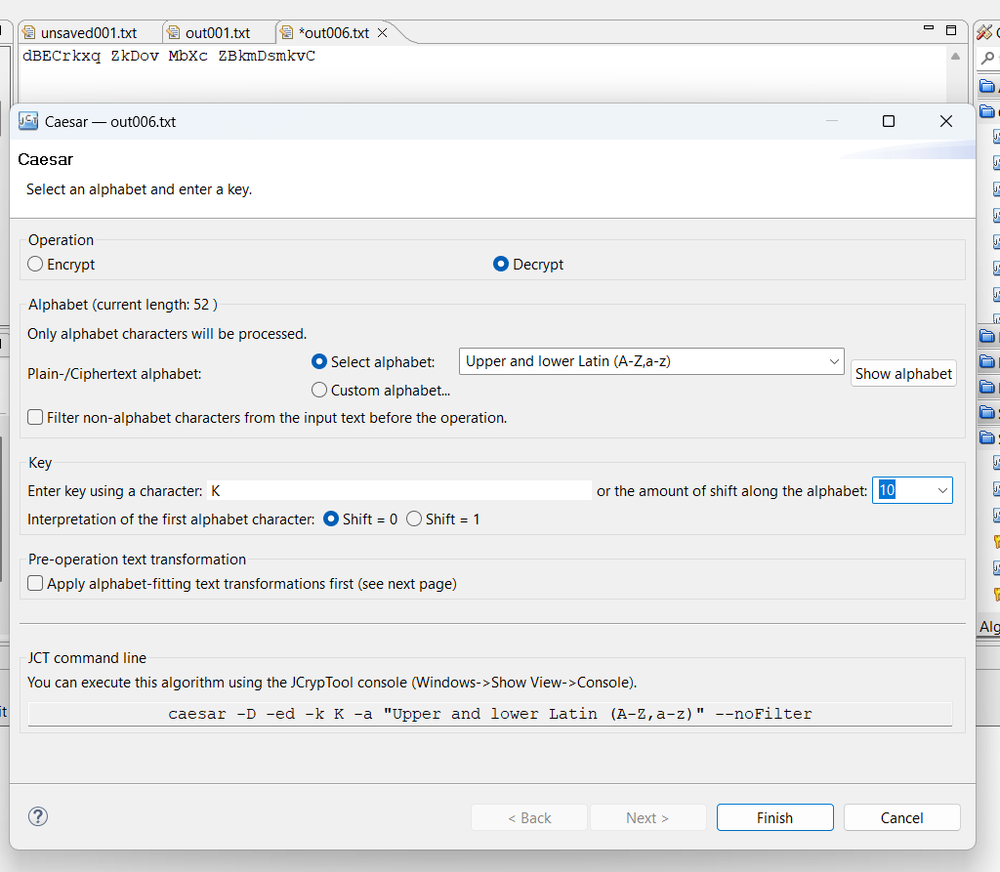 unsaved001.txt out001.txt *out006.txt
dBECrkxq ZkDov MbXc ZBkmDsmkvC
Caesar — out006.txt
Caesar
Select an alphabet and enter a key.
Operation
Encrypt Decrypt
Alphabet (current length: 52 )
Only alphabet characters will be processed.
Plain-/Ciphertext alphabet: Select alphabet: Upper and lower Latin (A-Z,a-z) Show alphabet
Custom alphabet...
Filter non-alphabet characters from the input text before the operation.
Key
Enter key using a character: K or the amount of shift along the alphabet: 10
Interpretation of the first alphabet character: Shift = 0 Shift = 1
Pre-operation text transformation
Apply alphabet-fitting text transformations first (see next page)
Alg
JCT command line
You can execute this algorithm using the JCrypTool console (Windows->Show View->Console).
caesar -D -ed -k K -a "Upper and lower Latin (A-Z,a-z)" --noFilter
< Back Next > Finish Cancel